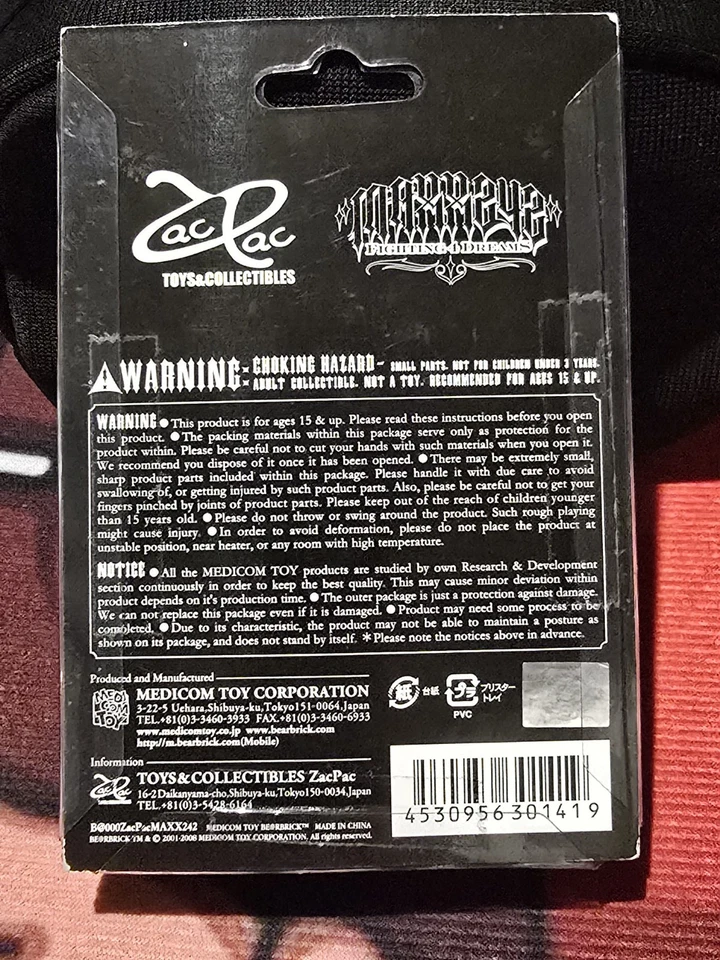 Zac Pac
TOYS&COLLECTIBLES
MAXX242
FIGHTING 4 DREAMS
WARNING: CHOKING HAZARD- SMALL PARTS. NOT FOR CHILDREN UNDER 3 YEARS.
ADULT COLLECTIBLE. NOT A TOY. RECOMMENDED FOR AGES 15 & UP.
WARNING ● This product is for ages 15 & up. Please read these instructions before you open
this product. ● The packing materials within this package serve only as protection for the
product within. Please be careful not to cut your hands with such materials when you open it.
We recommend you dispose of it once it has been opened. ● There may be extremely small,
sharp product parts included within this package. Please handle it with due care to avoid
swallowing of, or getting injured by such product parts. Also, please be careful not to get your
fingers pinched by joints of product parts. Please keep out of the reach of children younger
than 15 years old. ● Please do not throw or swing around the product. Such rough playing
might cause injury. ● In order to avoid deformation, please do not place the product at
unstable position, near heater, or any room with high temperature.
NOTICE ● All the MEDICOM TOY products are studied by own Research & Development
section continuously in order to keep the best quality. This may cause minor deviation within
product depends on it's production time. ● The outer package is just a protection against damage.
We can not replace this package even if it is damaged. ● Product may need some process to be
completed. ● Due to its characteristic, the product may not be able to maintain a posture as
shown on its package, and does not stand by itself. * Please note the notices above in advance.
Produced and Manufactured
MEDICOM TOY
MEDICOM TOY CORPORATION
3-22-5 Uehara,Shibuya-ku,Tokyo151-0064,Japan
TEL.+81(0)3-3460-3933 FAX.+81(0)3-3460-6933
www.medicomtoy.co.jp www.bearbrick.com
http://m.bearbrick.com(Mobile)
紙 台紙
プラ ブリスタートレイ
PVC
Information
Zac Pac
TOYS&COLLECTIBLES ZacPac
16-2 Daikanyama-cho,Shibuya-ku,Tokyo150-0034,Japan
TEL.+81(0)3-5428-6164
4530956301419
B@000ZacPacMAXX242 MEDICOM TOY BE@RBRICK™ MADE IN CHINA
BE@RBRICK TM & © 2001-2008 MEDICOM TOY CORPORATION. All rights reserved.